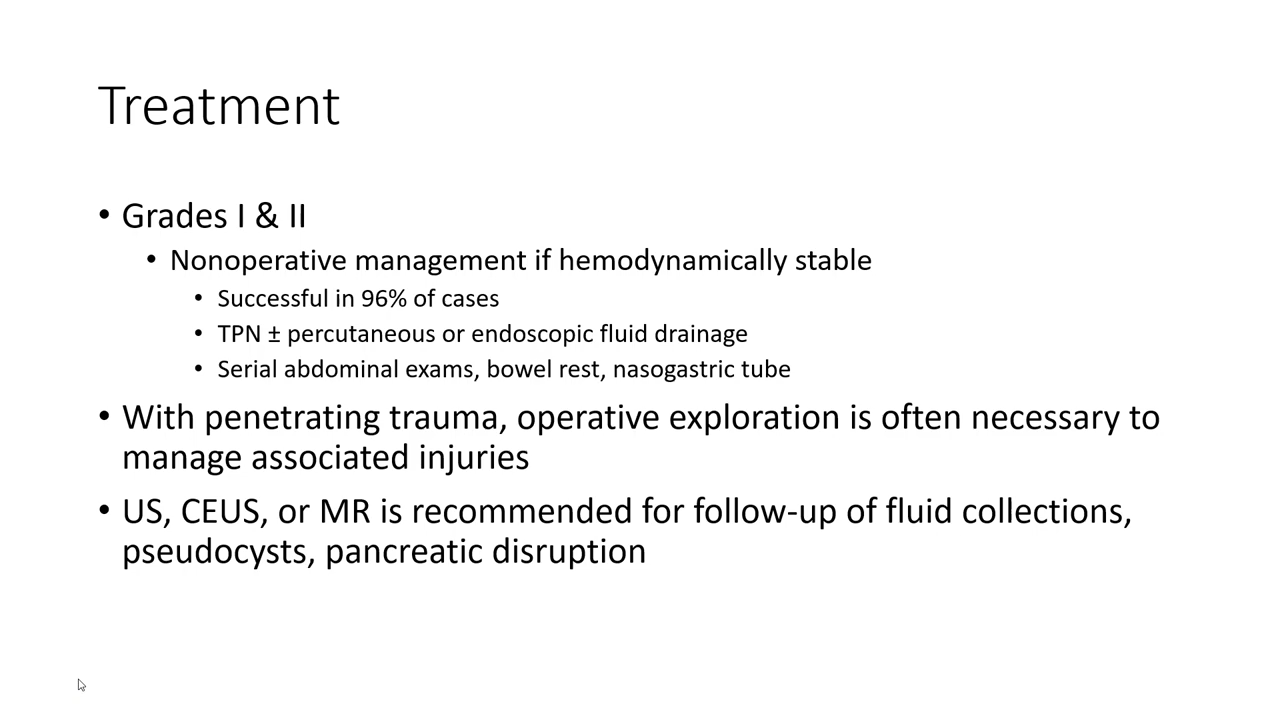 Treatment
• Grades I & II
• Nonoperative management if hemodynamically stable
• Successful in 96% of cases
• TPN ± percutaneous or endoscopic fluid drainage
• Serial abdominal exams, bowel rest, nasogastric tube
• With penetrating trauma, operative exploration is often necessary to
manage associated injuries
• US, CEUS, or MR is recommended for follow-up of fluid collections,
pseudocysts, pancreatic disruption